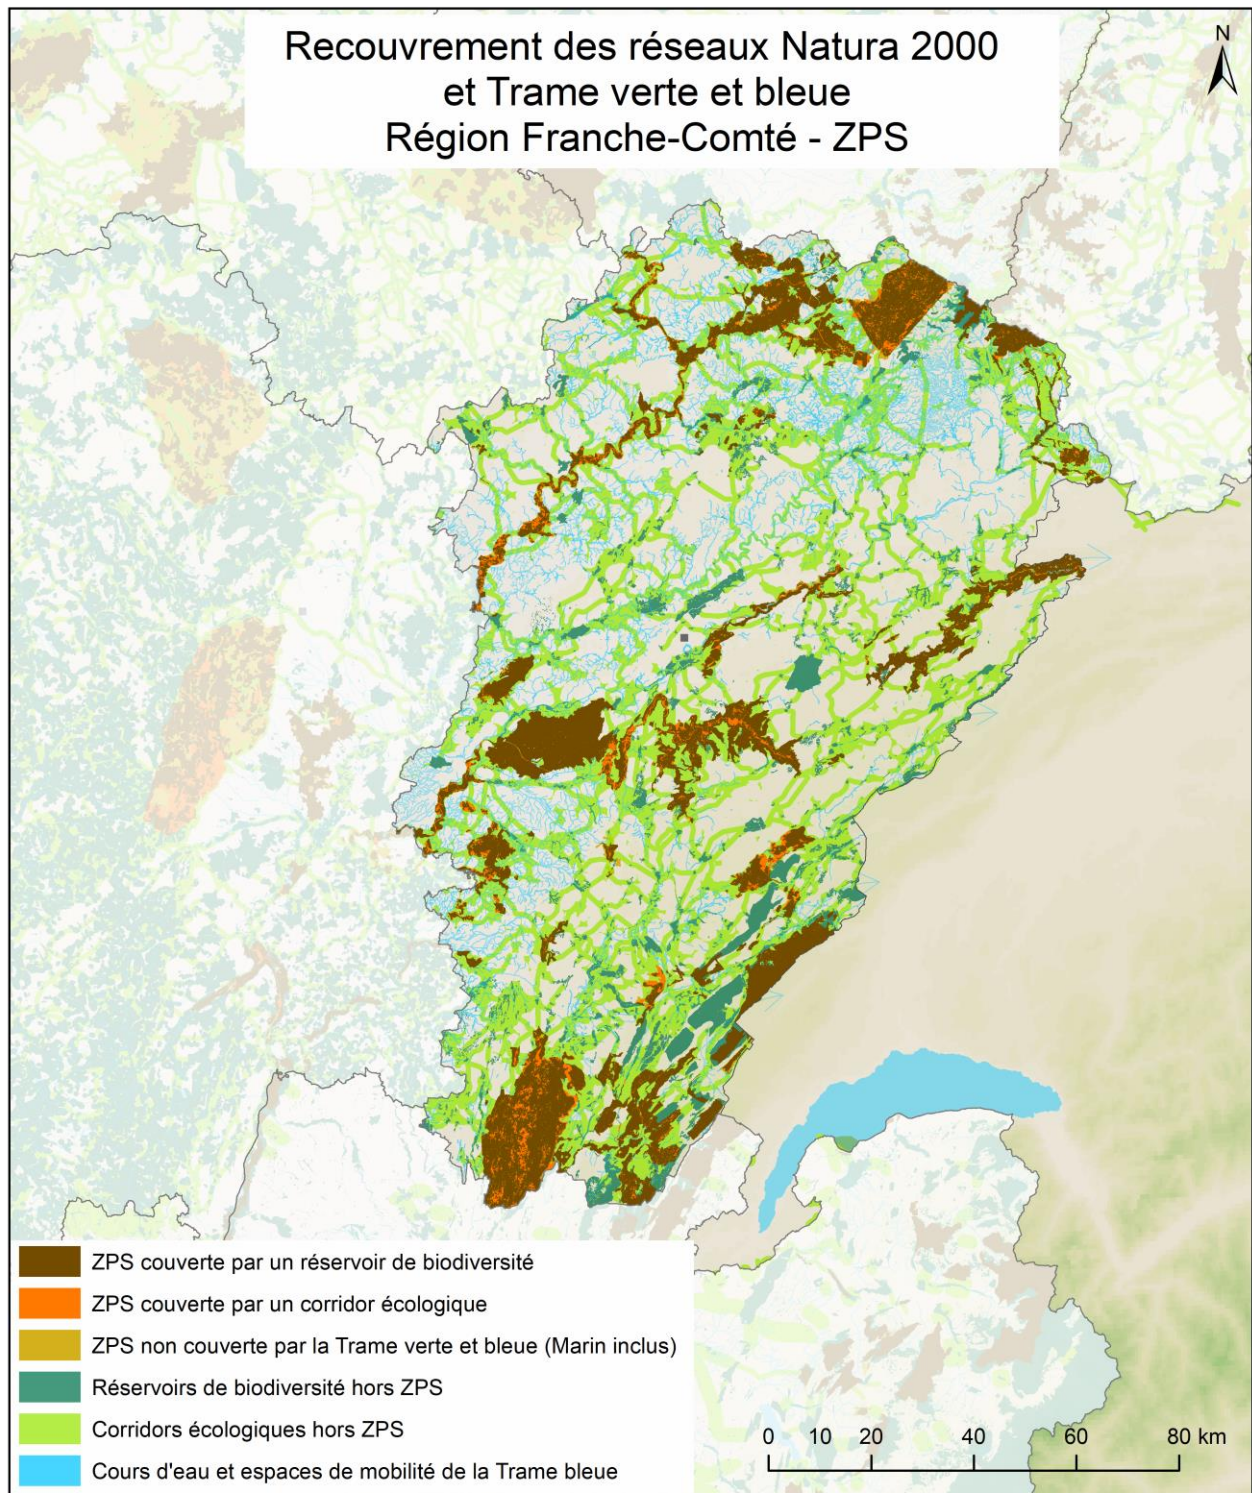 Recouvrement des réseaux Natura 2000
et Trame verte et bleue
Région Franche-Comté - ZPS
N
ZPS couverte par un réservoir de biodiversité
ZPS couverte par un corridor écologique
ZPS non couverte par la Trame verte et bleue (Marin inclus)
Réservoirs de biodiversité hors ZPS
Corridors écologiques hors ZPS
Cours d'eau et espaces de mobilité de la Trame bleue
0 10 20 40 60 80 km